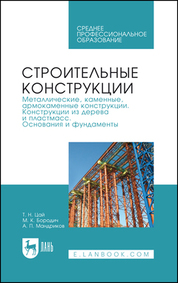 СРЕДНЕЕ
ПРОФЕССИОНАЛЬНОЕ
ОБРАЗОВАНИЕ
СТРОИТЕЛЬНЫЕ
КОНСТРУКЦИИ
Металлические, каменные,
армокаменные конструкции.
Конструкции из дерева
и пластмасс.
Основания и фундаменты
Т. Н. Цай
М. К. Бородич
А. П. Мандриков
ЛАНЬ
E.LANBOOK.COM